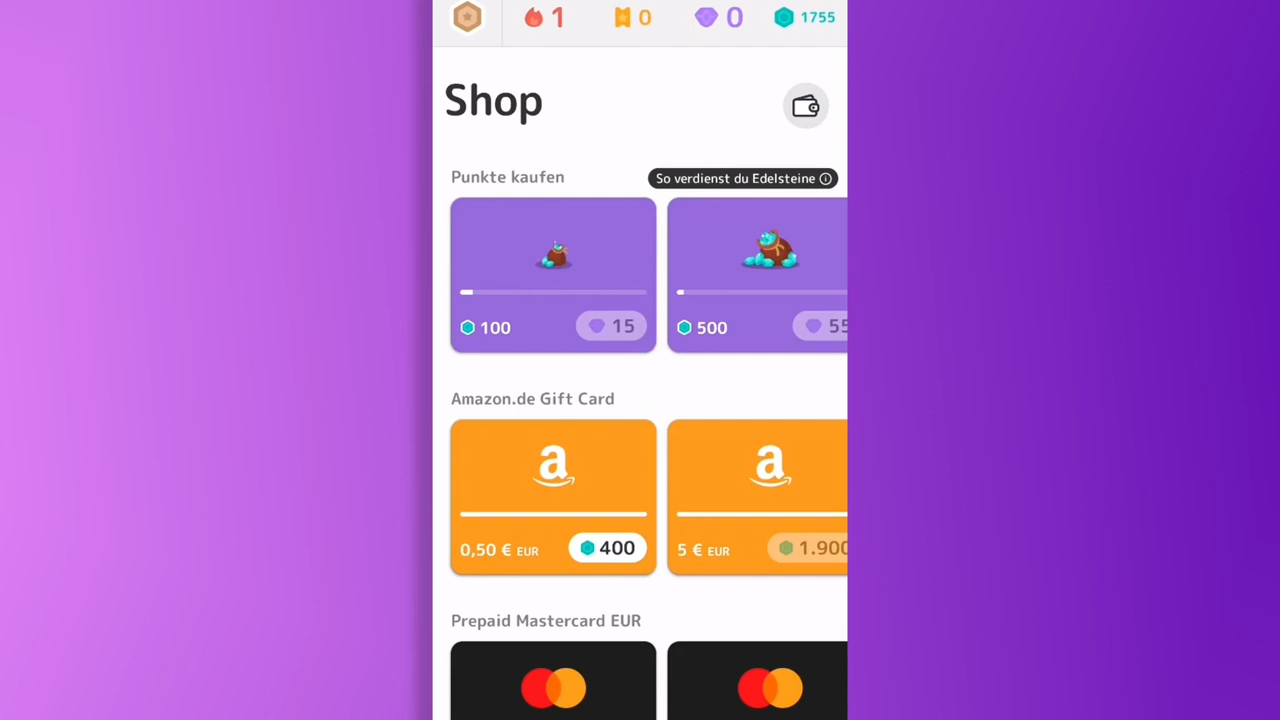 1 0 0 1755
Shop
Punkte kaufen So verdienst du Edelsteine
100 15 500 55
Amazon.de Gift Card
a a
0,50 € EUR 400 5 € EUR 1.900
Prepaid Mastercard EUR